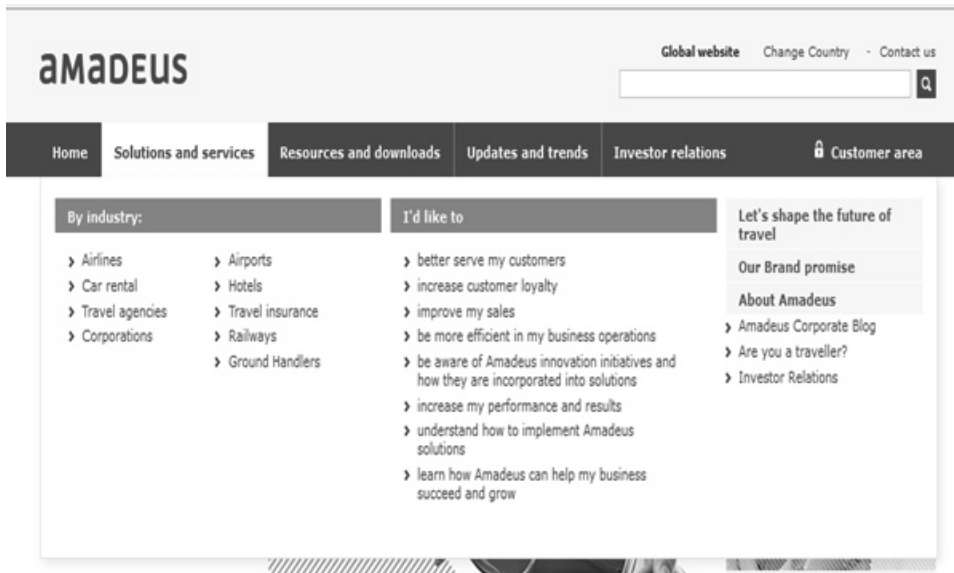 amadeus
Global website Change Country - Contact us
Home Solutions and services Resources and downloads Updates and trends Investor relations Customer area
By industry:
Airlines
Car rental
Travel agencies
Corporations
Airports
Hotels
Travel insurance
Railways
Ground Handlers
I'd like to
better serve my customers
increase customer loyalty
improve my sales
be more efficient in my business operations
be aware of Amadeus innovation initiatives and
how they are incorporated into solutions
increase my performance and results
understand how to implement Amadeus
solutions
learn how Amadeus can help my business
succeed and grow
Let's shape the future of
travel
Our Brand promise
About Amadeus
Amadeus Corporate Blog
Are you a traveller?
Investor Relations